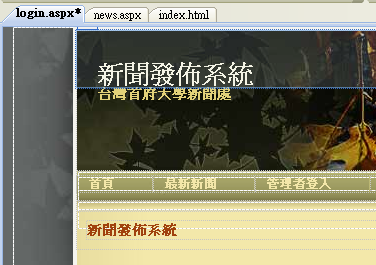 login.aspx* news.aspx index.html
新聞發佈系統
台灣首府大學新聞處
首頁 最新新聞 管理者登入
新聞發佈系統